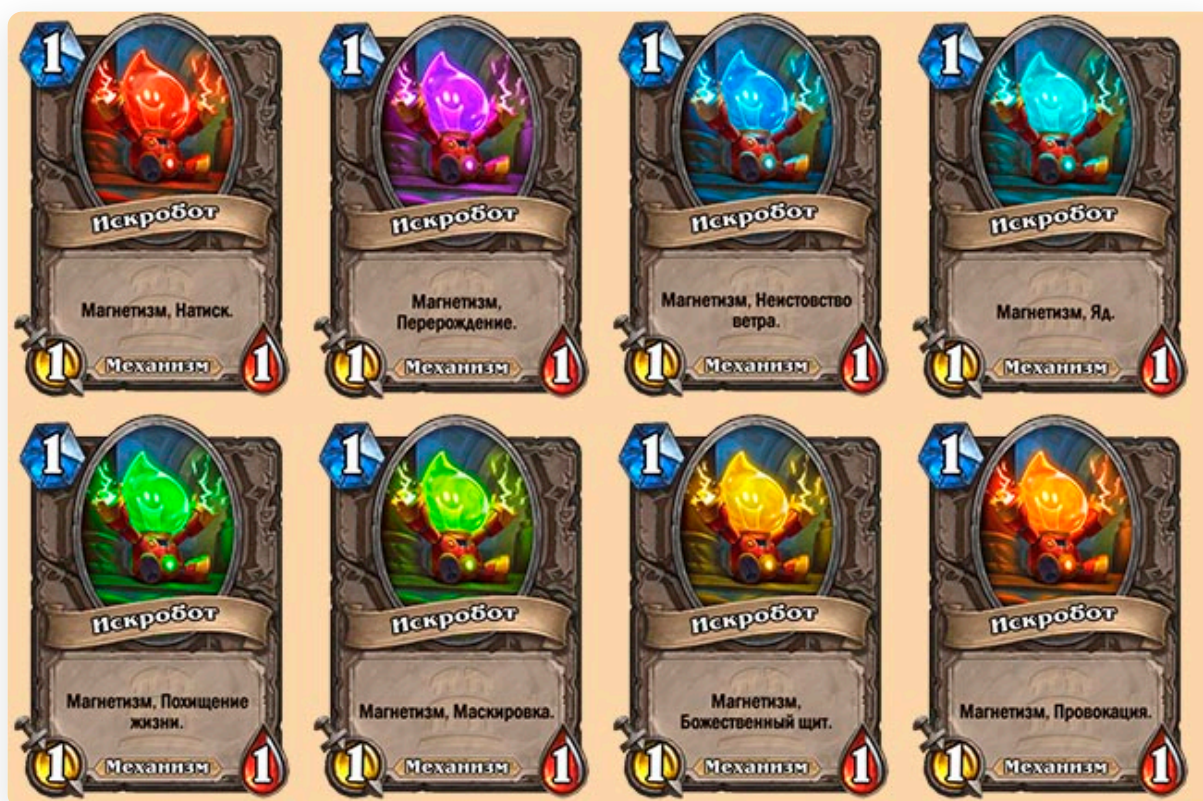 1
Искробот
Магнетизм, Натиск.
1
Механизм
1
1
Искробот
Магнетизм,
Перерождение.
1
Механизм
1
1
Искробот
Магнетизм, Неистовство
ветра.
1
Механизм
1
1
Искробот
Магнетизм, Яд.
1
Механизм
1
1
Искробот
Магнетизм, Похищение
жизни.
1
Механизм
1
1
Искробот
Магнетизм, Маскировка.
1
Механизм
1
1
Искробот
Магнетизм,
Божественный щит.
1
Механизм
1
1
Искробот
Магнетизм, Провокация.
1
Механизм
1